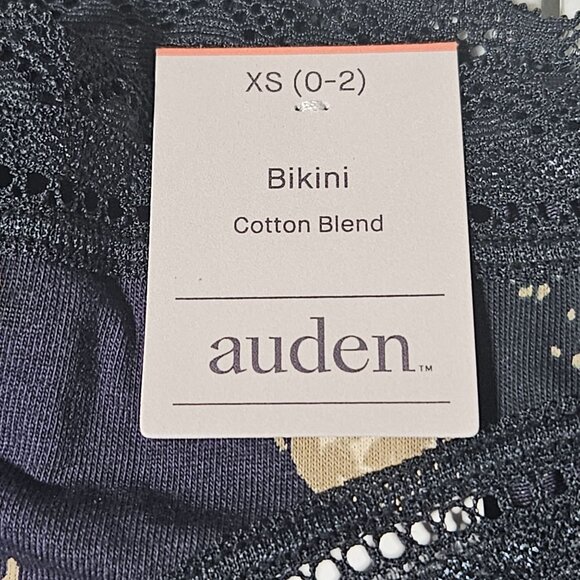 XS (0-2)
Bikini
Cotton Blend
auden™